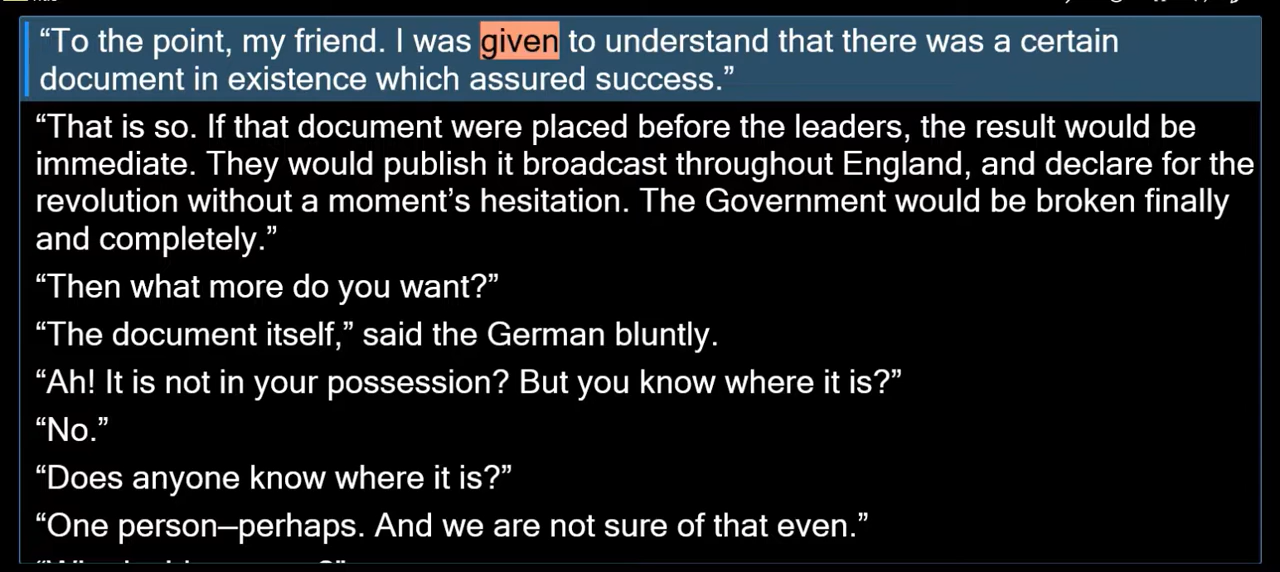 “To the point, my friend. I was given to understand that there was a certain
document in existence which assured success.”
“That is so. If that document were placed before the leaders, the result would be
immediate. They would publish it broadcast throughout England, and declare for the
revolution without a moment’s hesitation. The Government would be broken finally
and completely.”
“Then what more do you want?”
“The document itself,” said the German bluntly.
“Ah! It is not in your possession? But you know where it is?”
“No.”
“Does anyone know where it is?”
“One person—perhaps. And we are not sure of that even.”